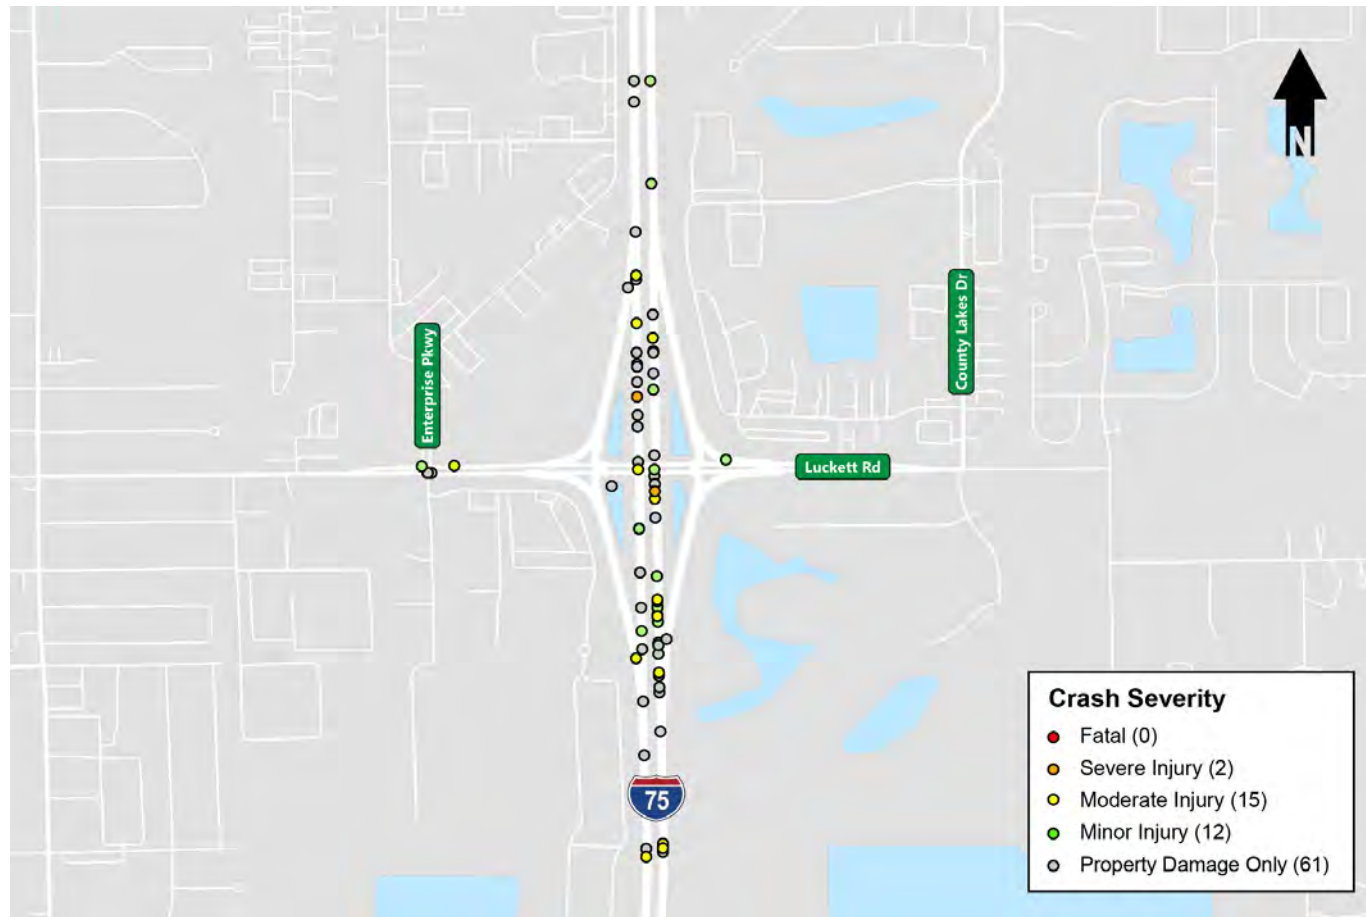 N
County Lakes Dr
Enterprise Pkwy
Luckett Rd
75
Crash Severity
Fatal (0)
Severe Injury (2)
Moderate Injury (15)
Minor Injury (12)
Property Damage Only (61)